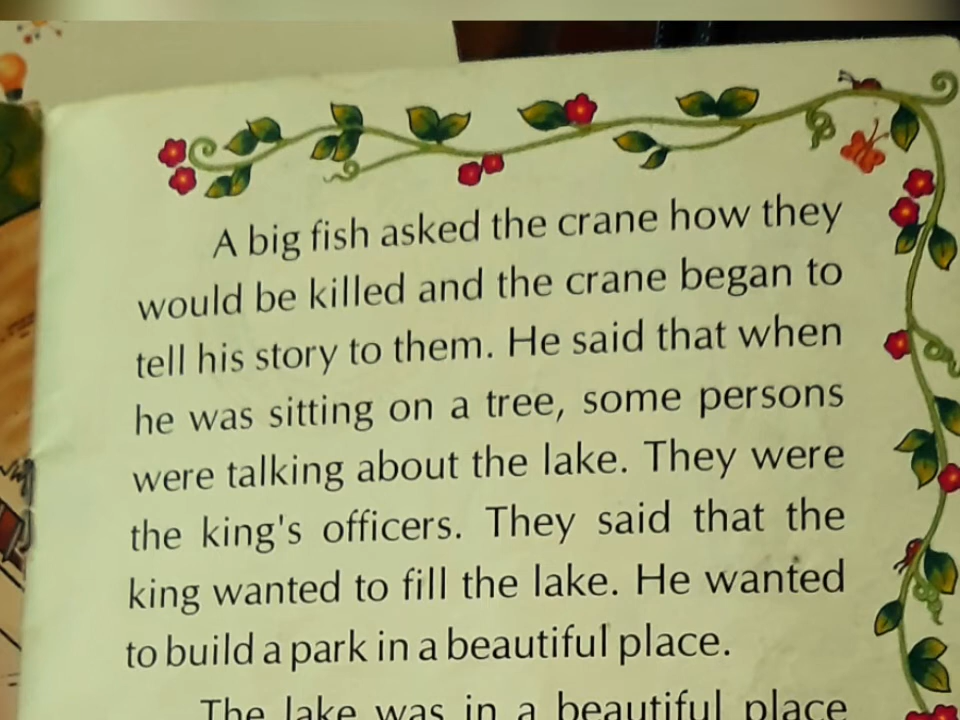 A big fish asked the crane how they
would be killed and the crane began to
tell his story to them. He said that when
he was sitting on a tree, some persons
were talking about the lake. They were
the king's officers. They said that the
king wanted to fill the lake. He wanted
to build a park in a beautiful place.
The lake was in a beautiful place